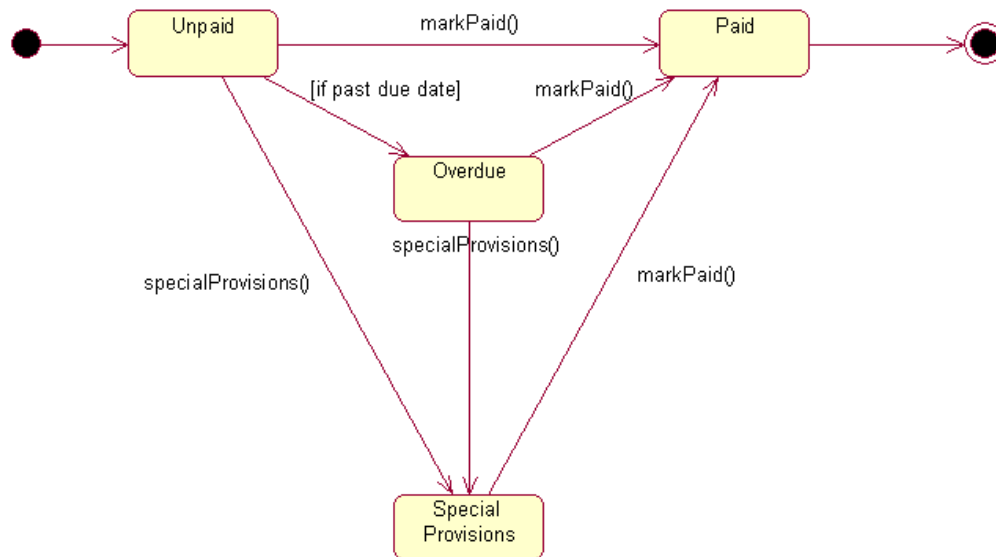 Unpaid
markPaid()
Paid
[if past due date]
markPaid()
Overdue
specialProvisions()
specialProvisions()
markPaid()
Special
Provisions